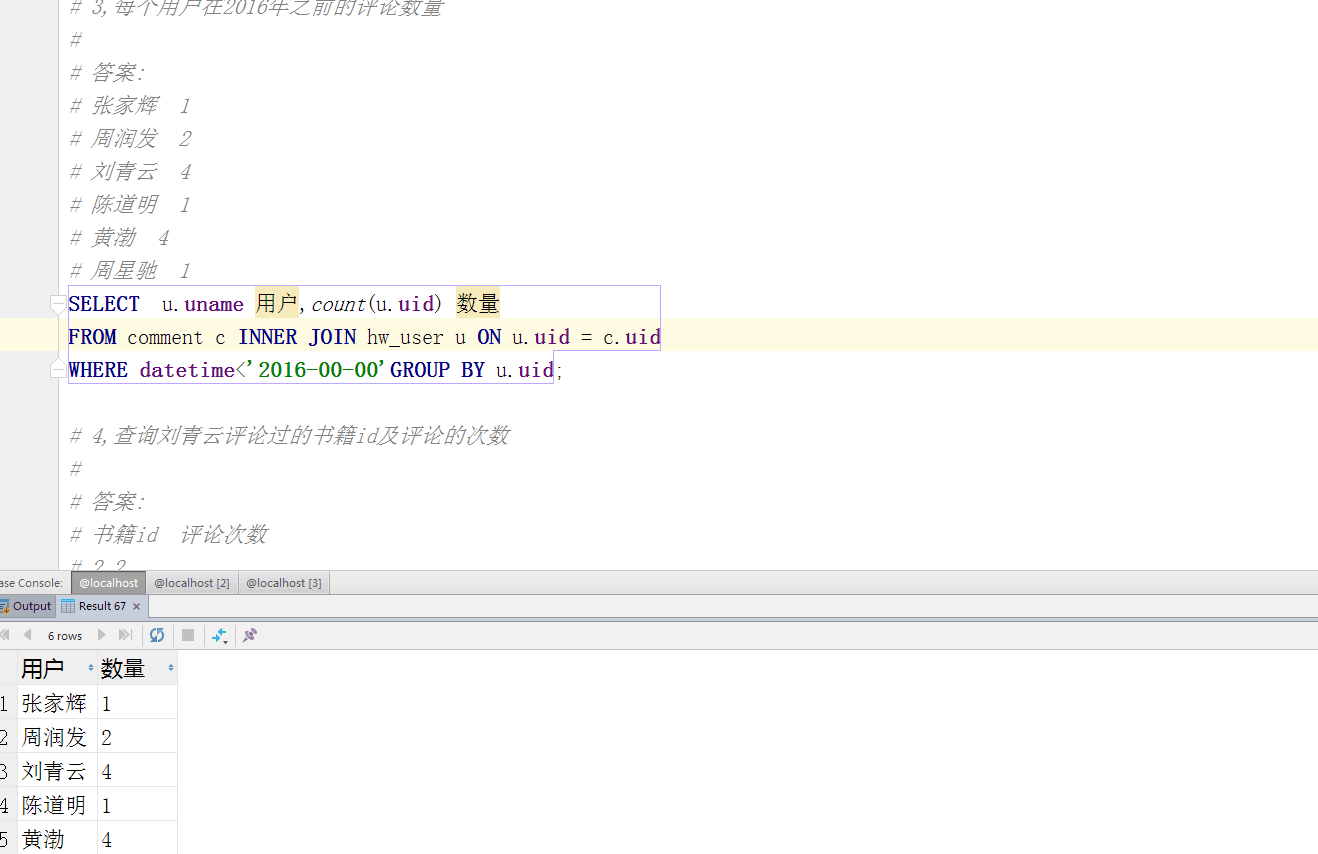 # 3,每个用户在2016年之前的评论数量
#
# 答案:
# 张家辉  1
# 周润发  2
# 刘青云  4
# 陈道明  1
# 黄渤  4
# 周星驰  1
SELECT  u.uname 用户,count(u.uid) 数量
FROM comment c INNER JOIN hw_user u ON u.uid = c.uid
WHERE datetime<'2016-00-00'GROUP BY u.uid;
# 4,查询刘青云评论过的书籍id及评论的次数
#
# 答案:
# 书籍id  评论次数
# 2 2
ase Console: @localhost @localhost [2] @localhost [3]
Output Result 67 ×
6 rows
用户 数量
1 张家辉 1
2 周润发 2
3 刘青云 4
4 陈道明 1
5 黄渤 4